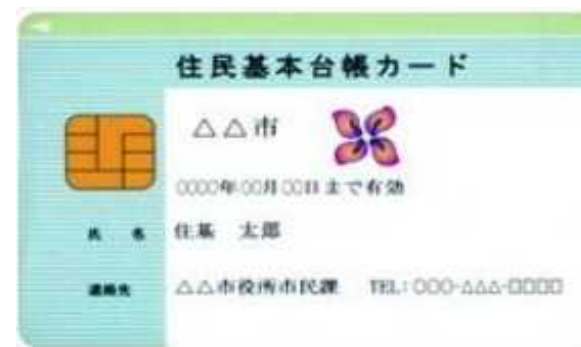 住民基本台帳カード
△△市
○○○○年○○月○○日まで有効
氏 名 住基 太郎
連絡先 △△市役所市民課 TEL:○○○-△△△-□□□□